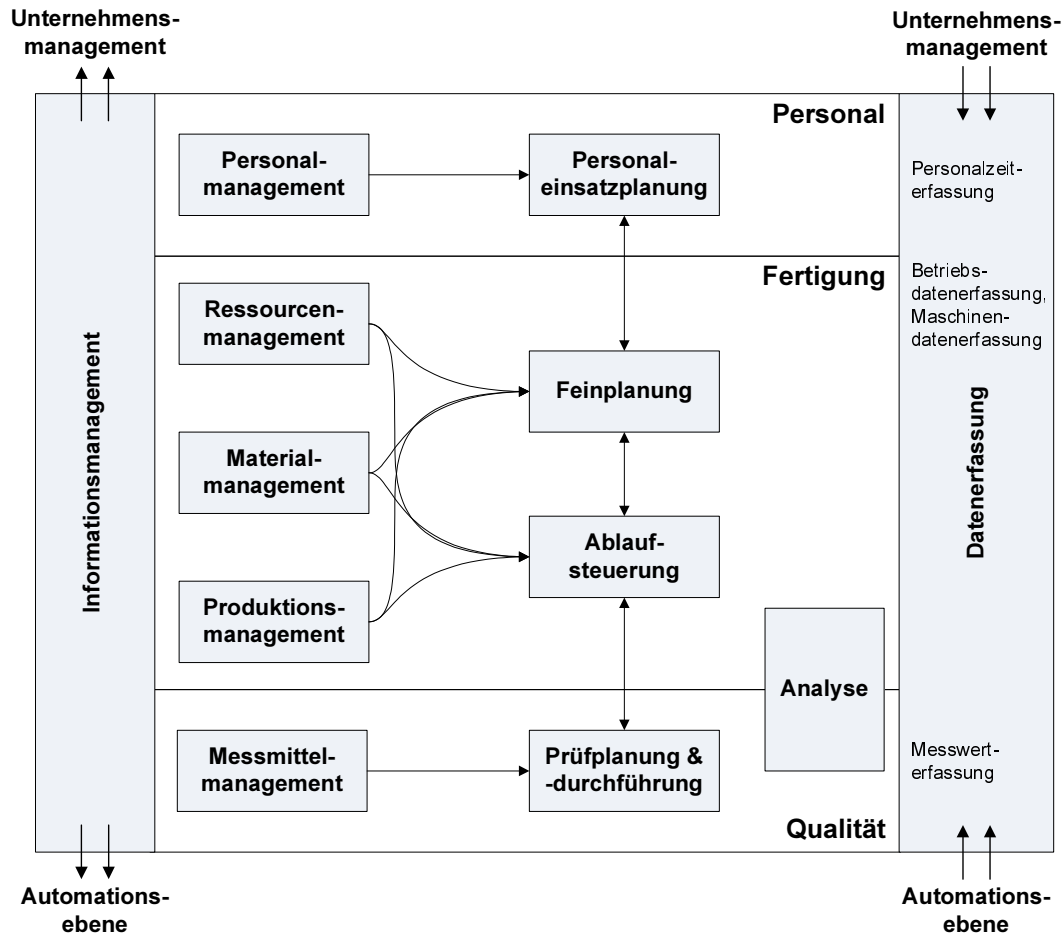 Unternehmens-
management
Unternehmens-
management
Personal
Personal-
management
Personal-
einsatzplanung
Personalzeit-
erfassung
Fertigung
Betriebs-
datenerfassung,
Maschinen-
datenerfassung
Ressourcen-
management
Feinplanung
Informationsmanagement
Datenerfassung
Material-
management
Ablauf-
steuerung
Produktions-
management
Analyse
Messmittel-
management
Prüfplanung &
-durchführung
Messwert-
erfassung
Qualität
Automations-
ebene
Automations-
ebene